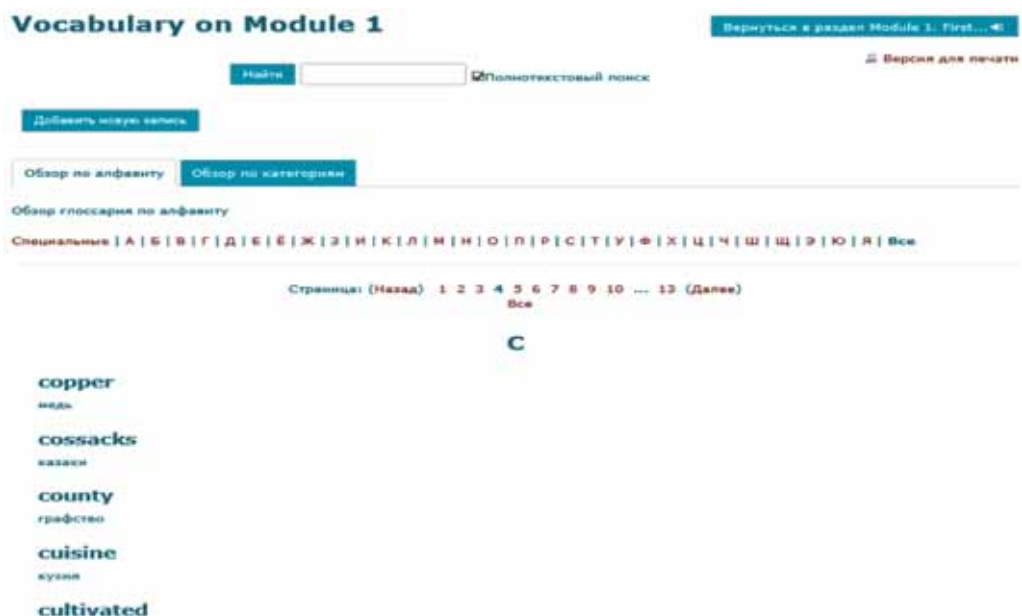 Vocabulary on Module 1
Вернуться в раздел Module 1. First...
Версия для печати
Найти
Полнотекстовый поиск
Добавить новую запись
Обзор по алфавиту Обзор по категориям
Обзор глоссария по алфавиту
Специальные | А | Б | В | Г | Д | Е | Ё | Ж | З | И | К | Л | М | Н | О | П | Р | С | Т | У | Ф | Х | Ц | Ч | Ш | Щ | Э | Ю | Я | Все
Страница: (Назад) 1 2 3 4 5 6 7 8 9 10 ... 13 (Далее)
Все
C
copper
медь
cossacks
казаки
county
графство
cuisine
кухня
cultivated